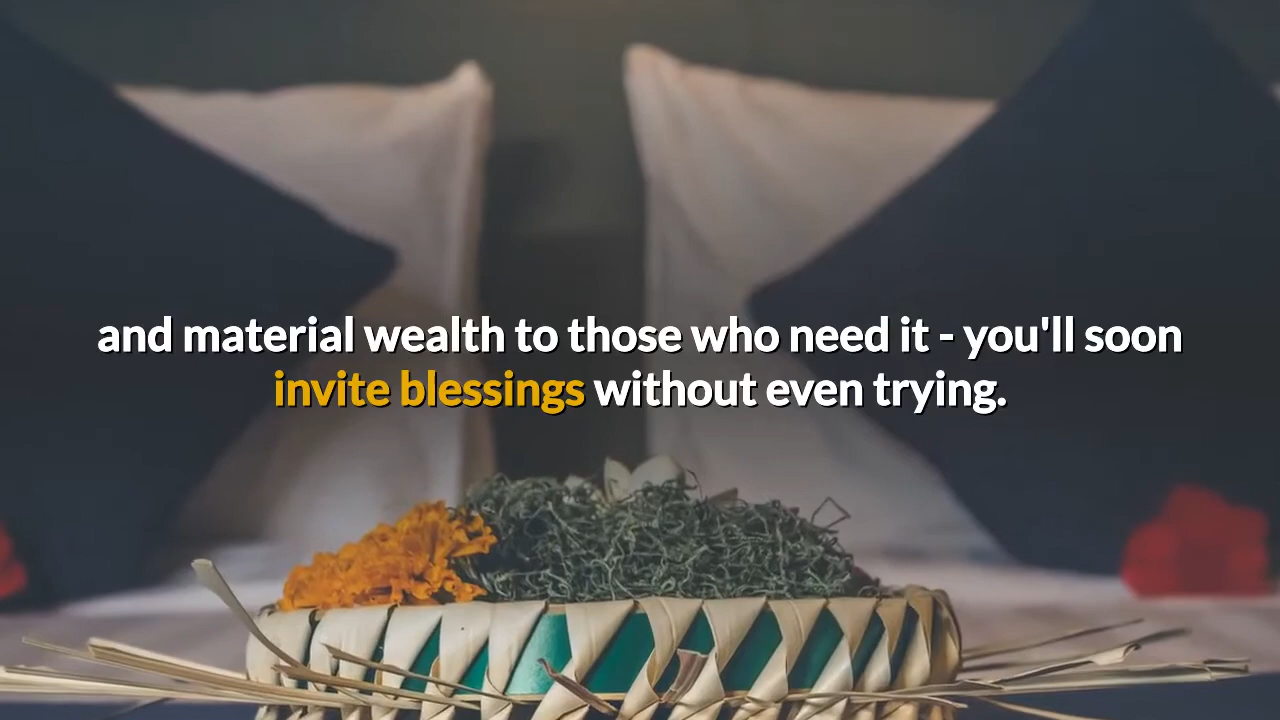 and material wealth to those who need it - you'll soon
invite blessings without even trying.